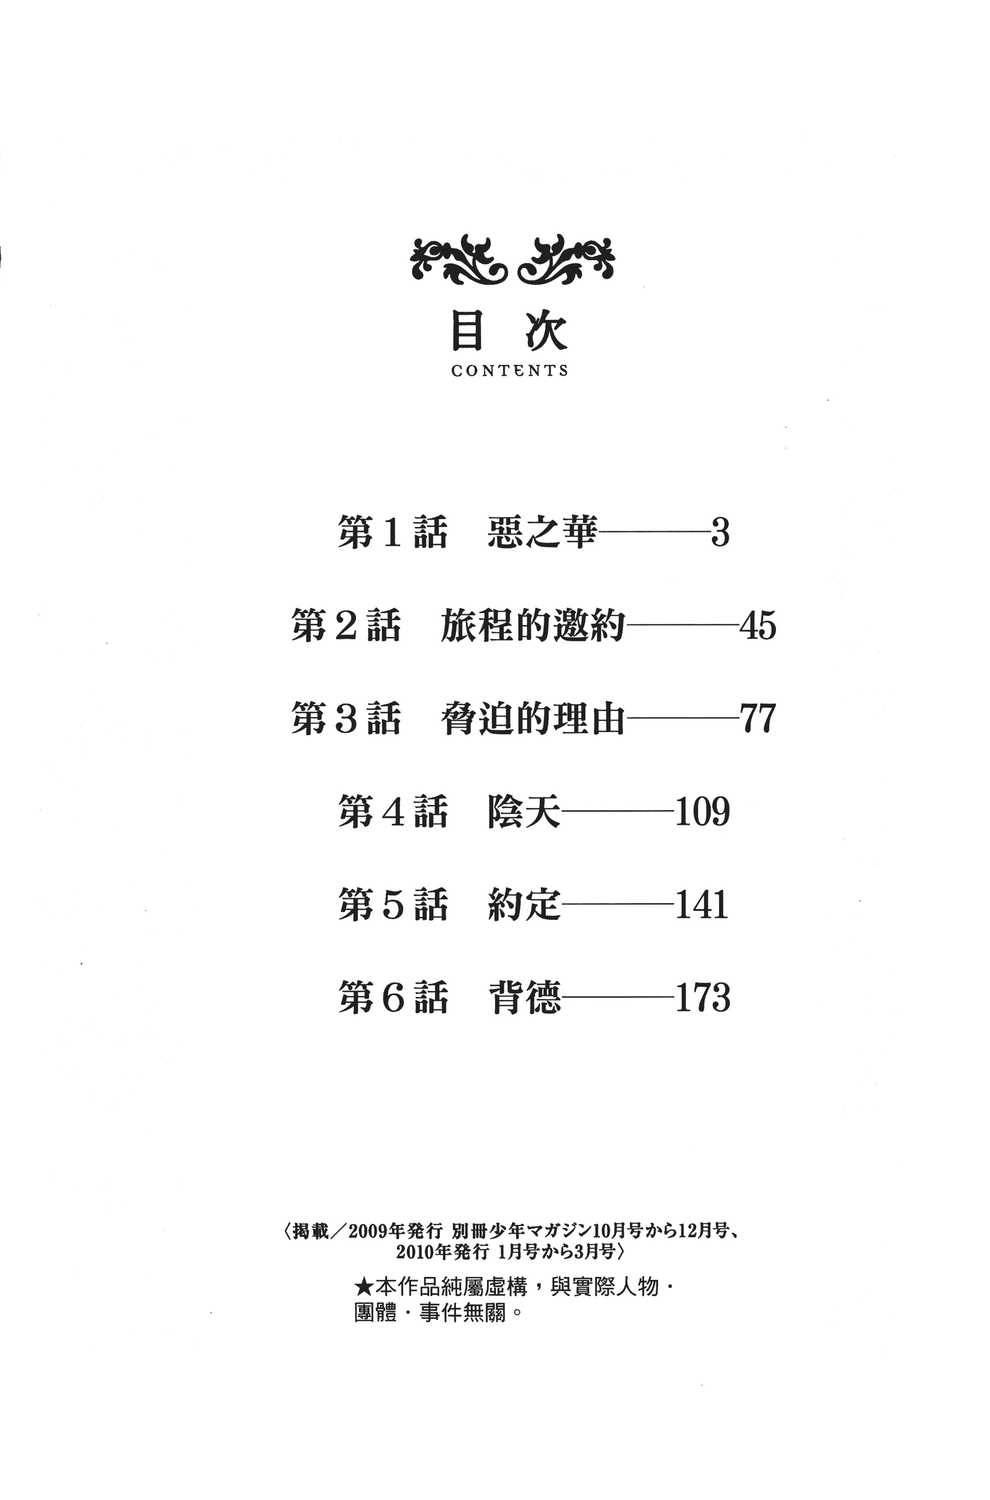 目次
CONTENTS
第1話　惡之華———3
第2話　旅程的邀約———45
第3話　脅迫的理由———77
第4話　陰天———109
第5話　約定———141
第6話　背德———173
〈掲載／2009年発行 別冊少年マガジン10月号から12月号、
2010年発行 1月号から3月号〉
★本作品純屬虛構，與實際人物・
團體・事件無關。